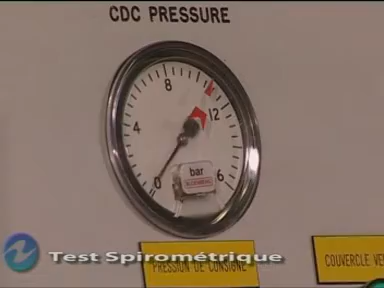 CDC PRESSURE
8
4
12
0
6
bar
Test Spirométrique
PRESSION DE CONSIGNE
COUVERCLE VE